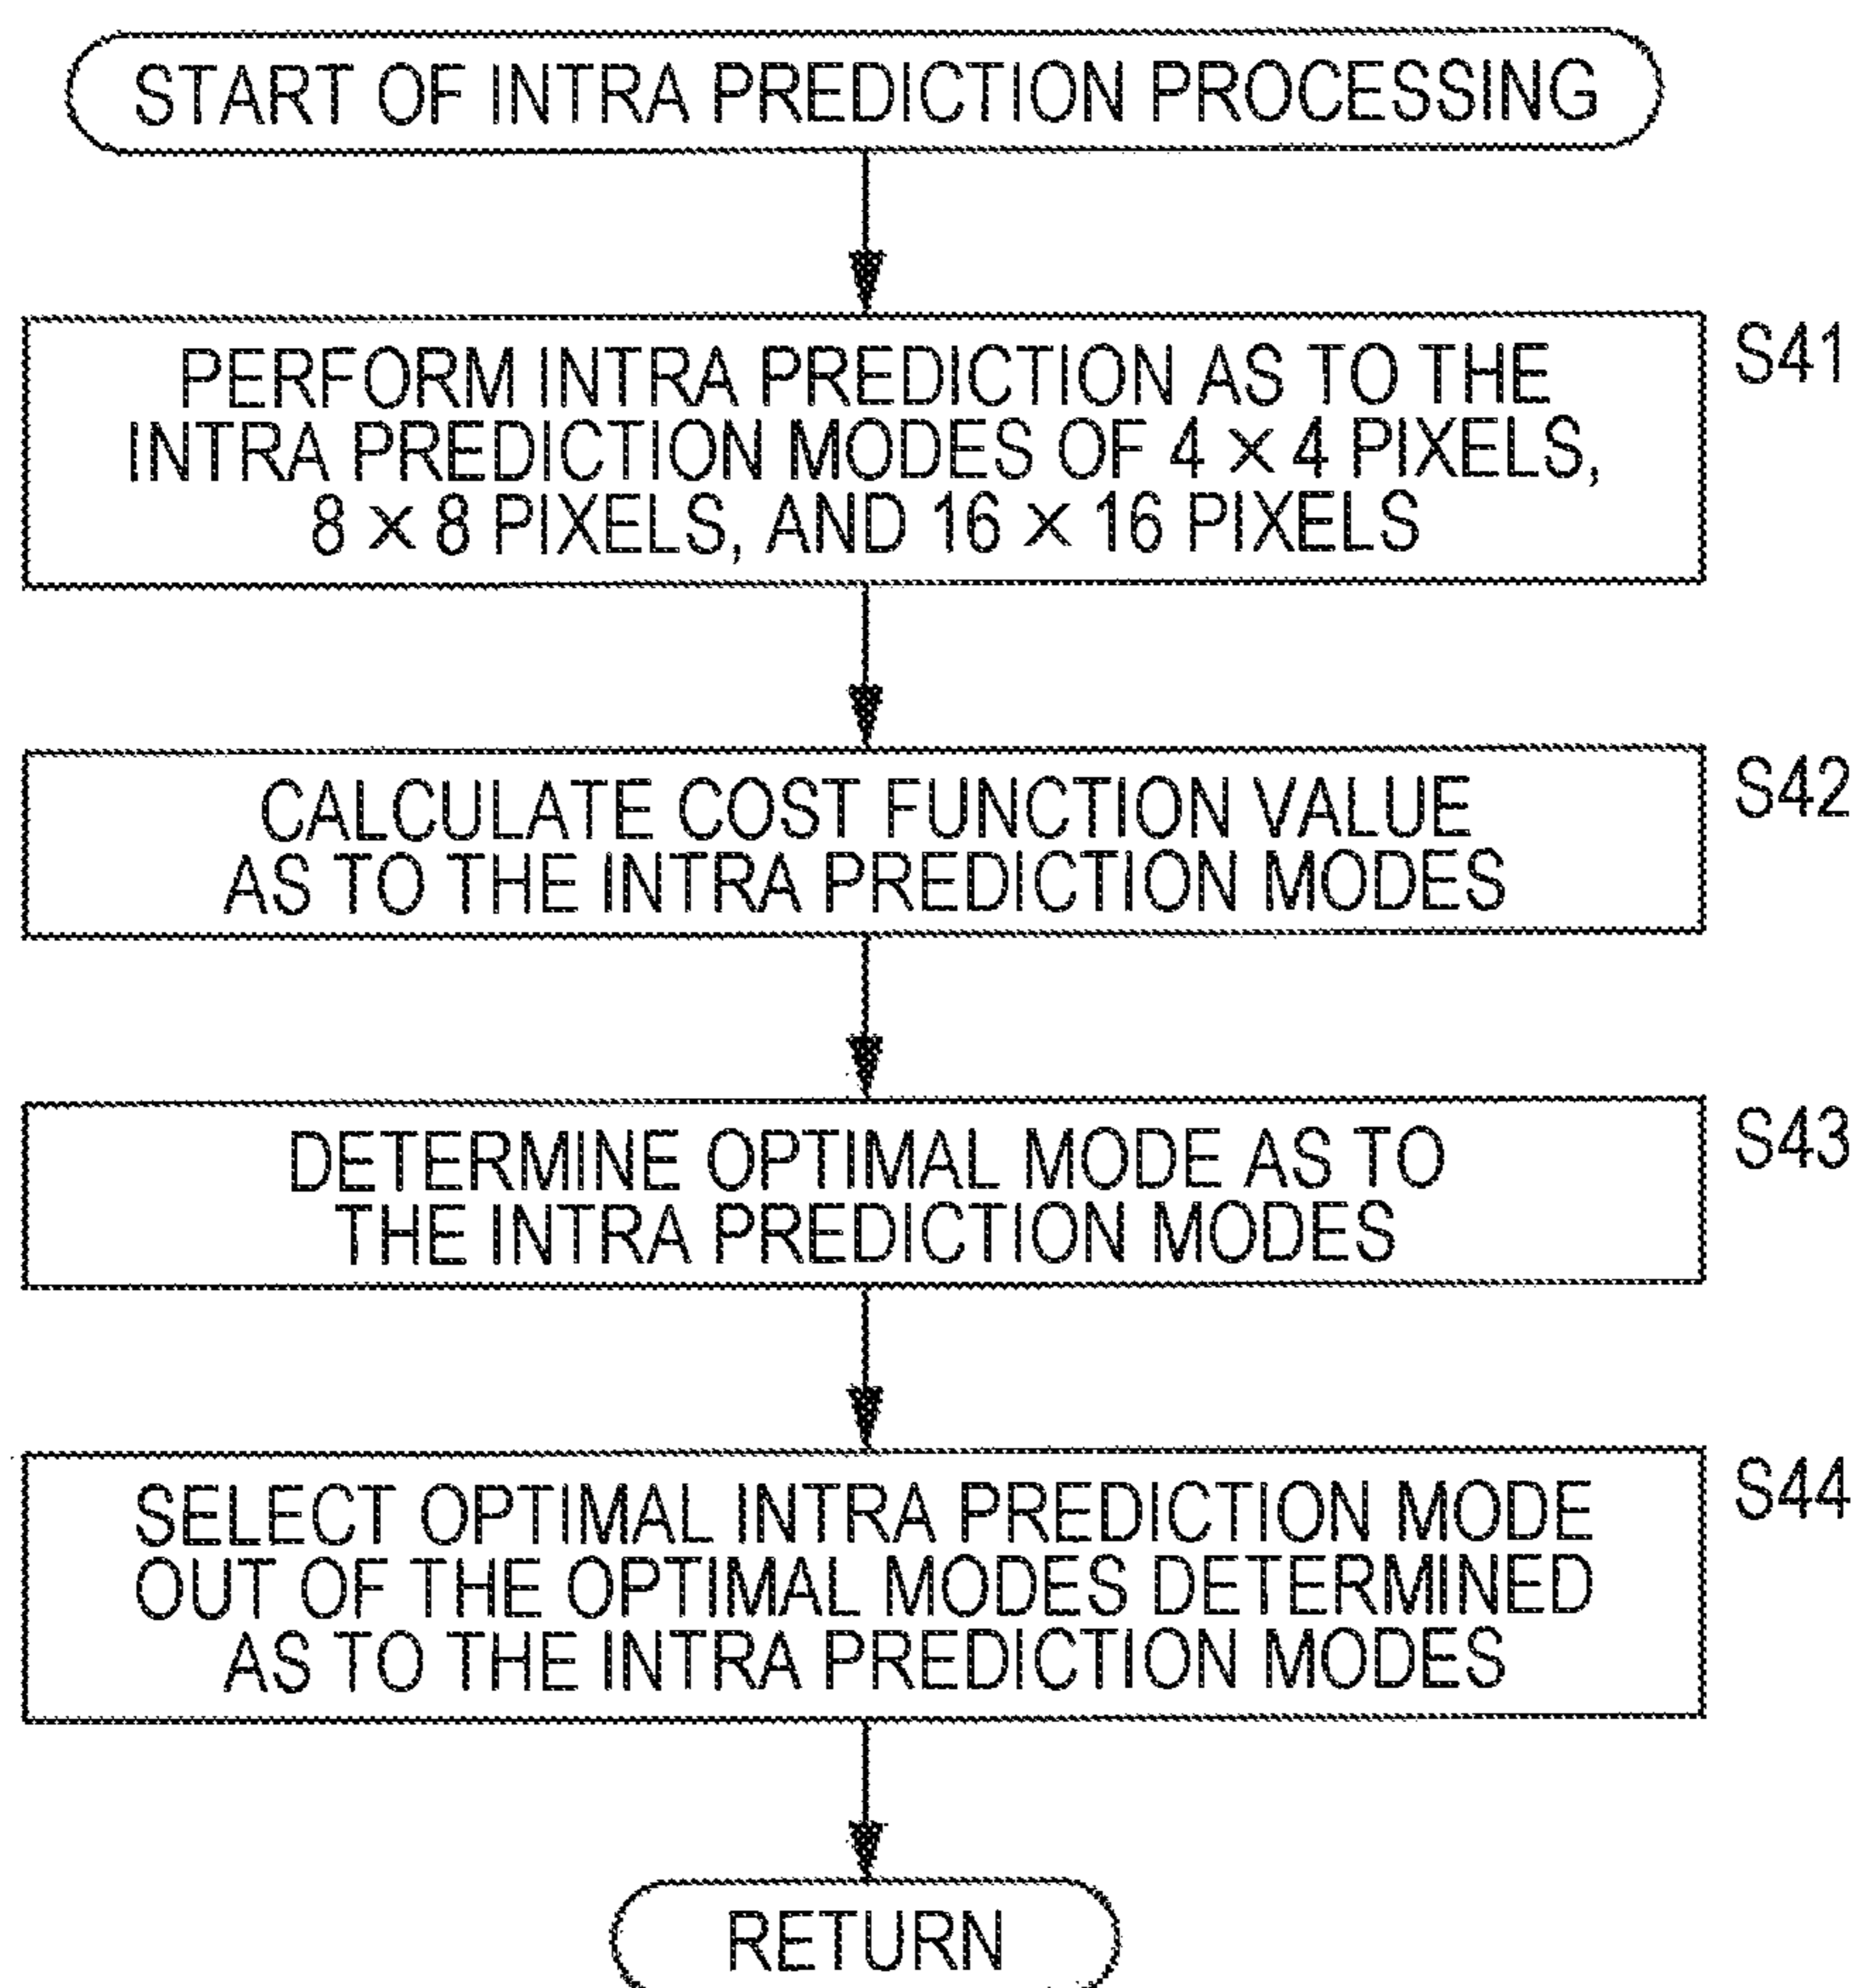 START OF INTRA PREDICTION PROCESSING
PERFORM INTRA PREDICTION AS TO THE
INTRA PREDICTION MODES OF 4 × 4 PIXELS,
8 × 8 PIXELS, AND 16 × 16 PIXELS
S41
CALCULATE COST FUNCTION VALUE
AS TO THE INTRA PREDICTION MODES
S42
DETERMINE OPTIMAL MODE AS TO
THE INTRA PREDICTION MODES
S43
SELECT OPTIMAL INTRA PREDICTION MODE
OUT OF THE OPTIMAL MODES DETERMINED
AS TO THE INTRA PREDICTION MODES
S44
RETURN